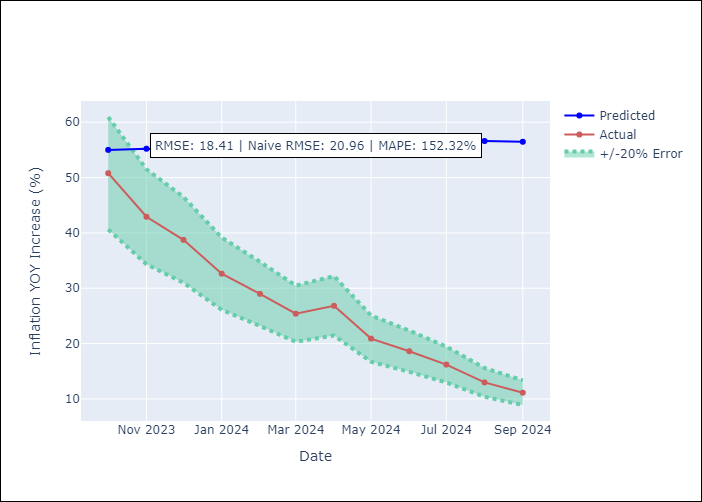 RMSE: 18.41 | Naive RMSE: 20.96 | MAPE: 152.32%
Predicted
Actual
+/-20% Error
Inflation YOY Increase (%)
60
50
40
30
20
10
Nov 2023
Jan 2024
Mar 2024
May 2024
Jul 2024
Sep 2024
Date